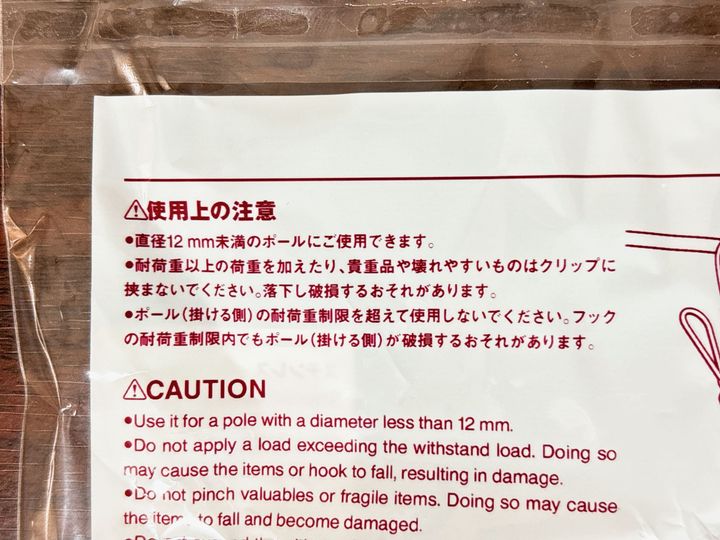 ⚠使用上の注意
●直径12 mm未満のポールにご使用できます。
●耐荷重以上の荷重を加えたり、貴重品や壊れやすいものはクリップに
挟まないでください。落下し破損するおそれがあります。
●ポール（掛ける側）の耐荷重制限を超えて使用しないでください。フック
の耐荷重制限内でもポール（掛ける側）が破損するおそれがあります。
⚠CAUTION
●Use it for a pole with a diameter less than 12 mm.
●Do not apply a load exceeding the withstand load. Doing so
may cause the items or hook to fall, resulting in damage.
●Do not pinch valuables or fragile items. Doing so may cause
the items to fall and become damaged.